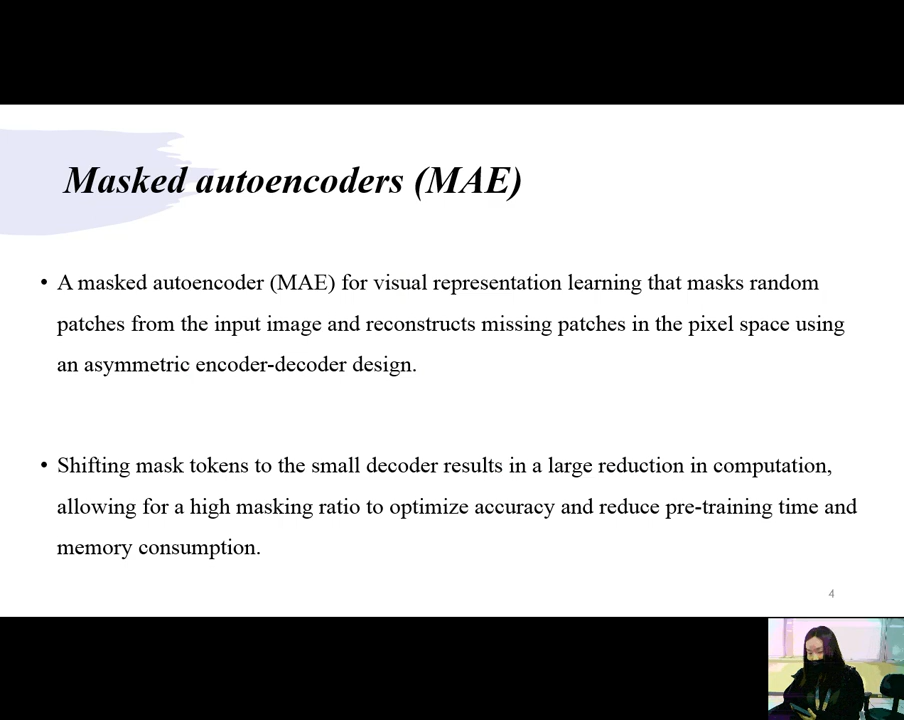 Masked autoencoders (MAE)
• A masked autoencoder (MAE) for visual representation learning that masks random
patches from the input image and reconstructs missing patches in the pixel space using
an asymmetric encoder-decoder design.
• Shifting mask tokens to the small decoder results in a large reduction in computation,
allowing for a high masking ratio to optimize accuracy and reduce pre-training time and
memory consumption.
4